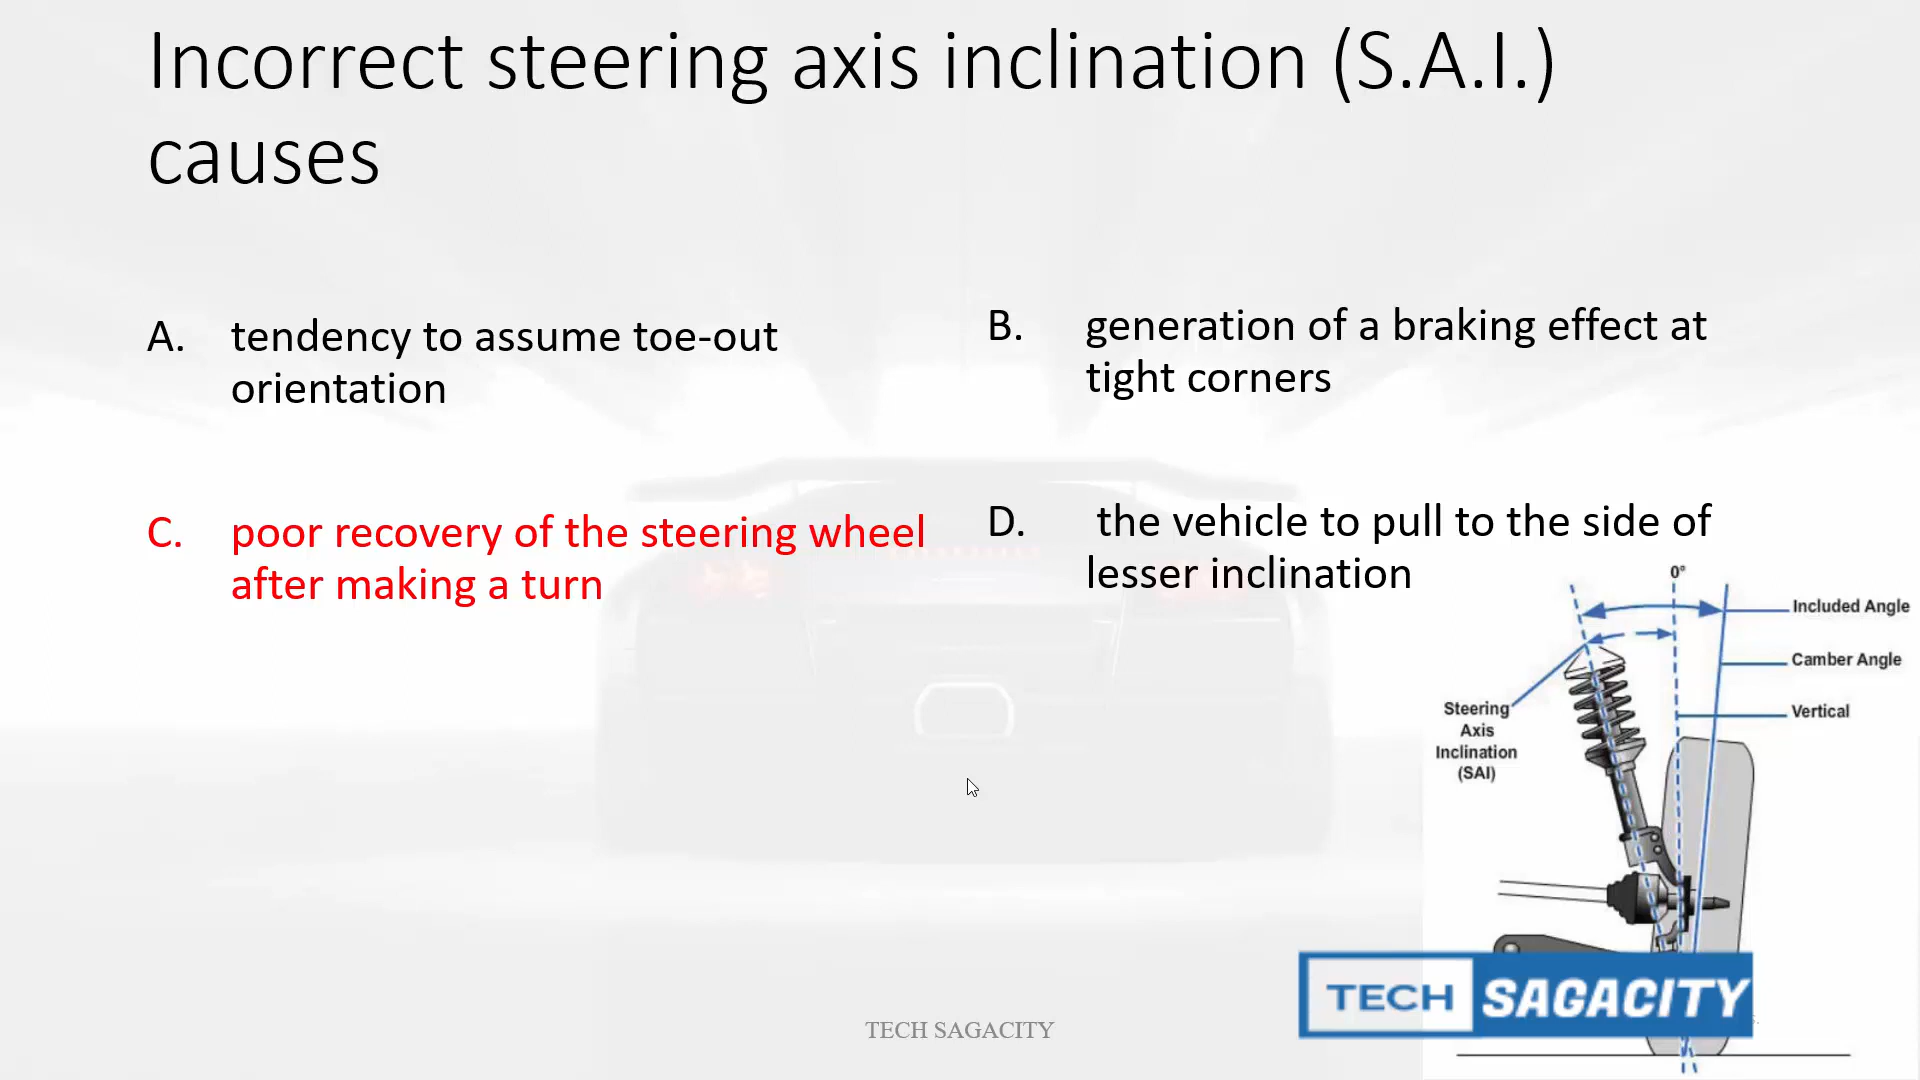 Incorrect steering axis inclination (S.A.I.)
causes
A. tendency to assume toe-out
orientation
B. generation of a braking effect at
tight corners
C. poor recovery of the steering wheel
after making a turn
D. the vehicle to pull to the side of
lesser inclination
0°
Included Angle
Camber Angle
Vertical
Steering
Axis
Inclination
(SAI)
TECH SAGACITY
TECH SAGACITY